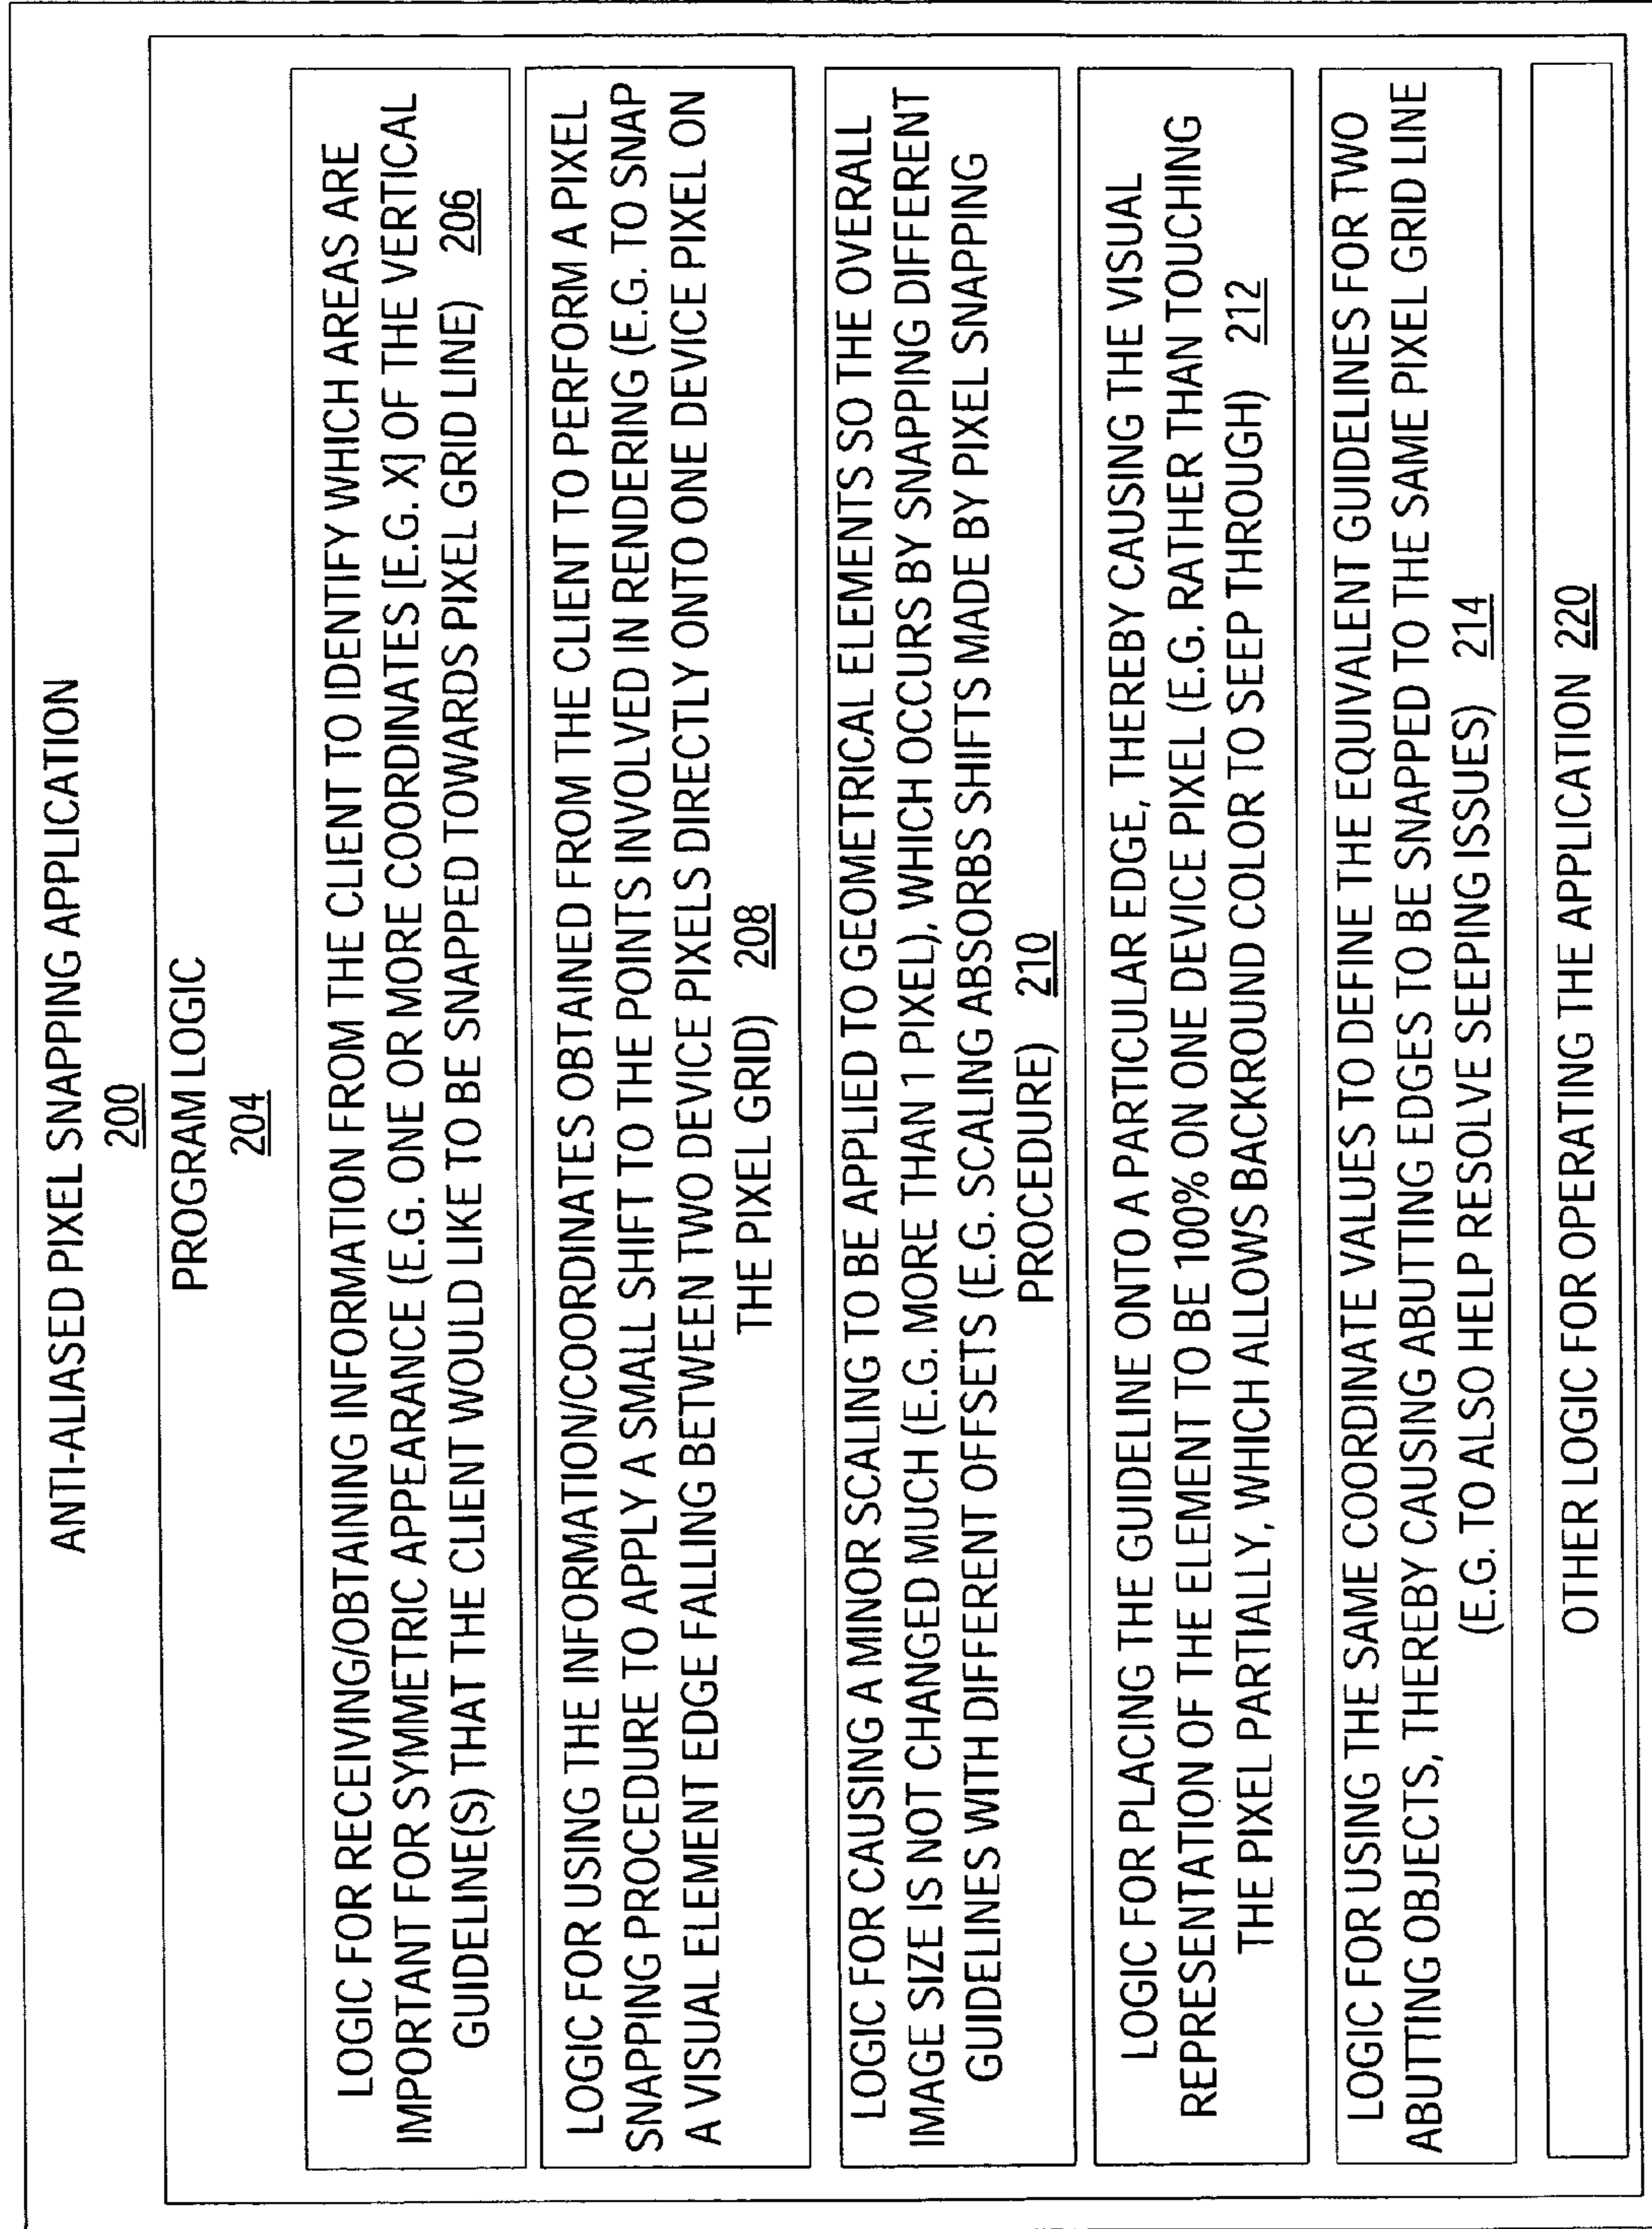 ANTI-ALIASED PIXEL SNAPPING APPLICATION
200
PROGRAM LOGIC
204
LOGIC FOR RECEIVING/OBTAINING INFORMATION FROM THE CLIENT TO IDENTIFY WHICH AREAS ARE
IMPORTANT FOR SYMMETRIC APPEARANCE (E.G. ONE OR MORE COORDINATES [E.G. X] OF THE VERTICAL
GUIDELINE(S) THAT THE CLIENT WOULD LIKE TO BE SNAPPED TOWARDS PIXEL GRID LINE) 206
LOGIC FOR USING THE INFORMATION/COORDINATES OBTAINED FROM THE CLIENT TO PERFORM A PIXEL
SNAPPING PROCEDURE TO APPLY A SMALL SHIFT TO THE POINTS INVOLVED IN RENDERING (E.G. TO SNAP
A VISUAL ELEMENT EDGE FALLING BETWEEN TWO DEVICE PIXELS DIRECTLY ONTO ONE DEVICE PIXEL ON
THE PIXEL GRID) 208
LOGIC FOR CAUSING A MINOR SCALING TO BE APPLIED TO GEOMETRICAL ELEMENTS SO THE OVERALL
IMAGE SIZE IS NOT CHANGED MUCH (E.G. MORE THAN 1 PIXEL), WHICH OCCURS BY SNAPPING DIFFERENT
GUIDELINES WITH DIFFERENT OFFSETS (E.G. SCALING ABSORBS SHIFTS MADE BY PIXEL SNAPPING
PROCEDURE) 210
LOGIC FOR PLACING THE GUIDELINE ONTO A PARTICULAR EDGE, THEREBY CAUSING THE VISUAL
REPRESENTATION OF THE ELEMENT TO BE 100% ON ONE DEVICE PIXEL (E.G. RATHER THAN TOUCHING
THE PIXEL PARTIALLY, WHICH ALLOWS BACKROUND COLOR TO SEEP THROUGH) 212
LOGIC FOR USING THE SAME COORDINATE VALUES TO DEFINE THE EQUIVALENT GUIDELINES FOR TWO
ABUTTING OBJECTS, THEREBY CAUSING ABUTTING EDGES TO BE SNAPPED TO THE SAME PIXEL GRID LINE
(E.G. TO ALSO HELP RESOLVE SEEPING ISSUES) 214
OTHER LOGIC FOR OPERATING THE APPLICATION 220